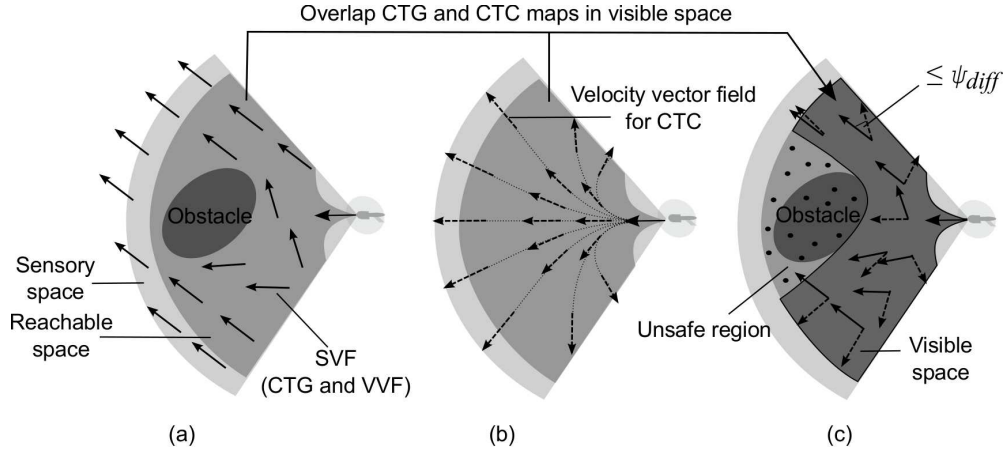 Overlap CTG and CTC maps in visible space
Obstacle
Sensory
space
Reachable
space
SVF
(CTG and VVF)
(a)
Velocity vector field
for CTC
(b)
≤ ψdiff
Obstacle
Unsafe region
Visible
space
(c)